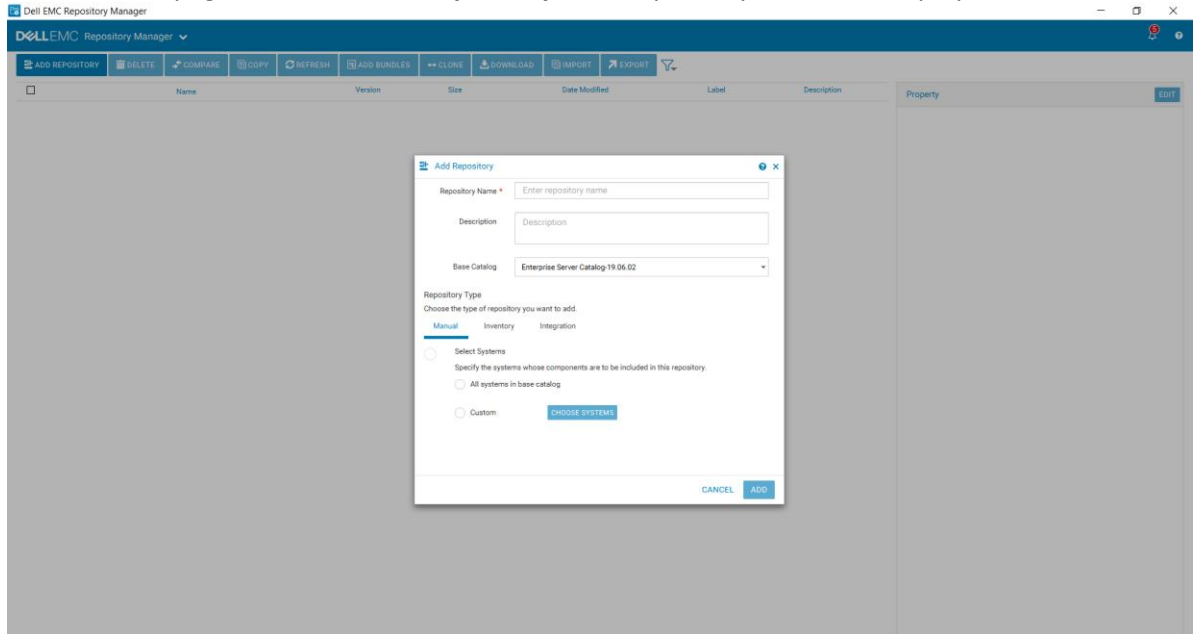 Dell EMC Repository Manager
DELLEMC Repository Manager
5
ADD REPOSITORY DELETE COMPARE COPY REFRESH ADD BUNDLES CLONE DOWNLOAD IMPORT EXPORT
Name Version Size Date Modified Label Description
Property EDIT
Add Repository
Repository Name * Enter repository name
Description Description
Base Catalog Enterprise Server Catalog-19.06.02
Repository Type
Choose the type of repository you want to add.
Manual Inventory Integration
Select Systems
Specify the systems whose components are to be included in this repository.
All systems in base catalog
Custom CHOOSE SYSTEMS
CANCEL ADD